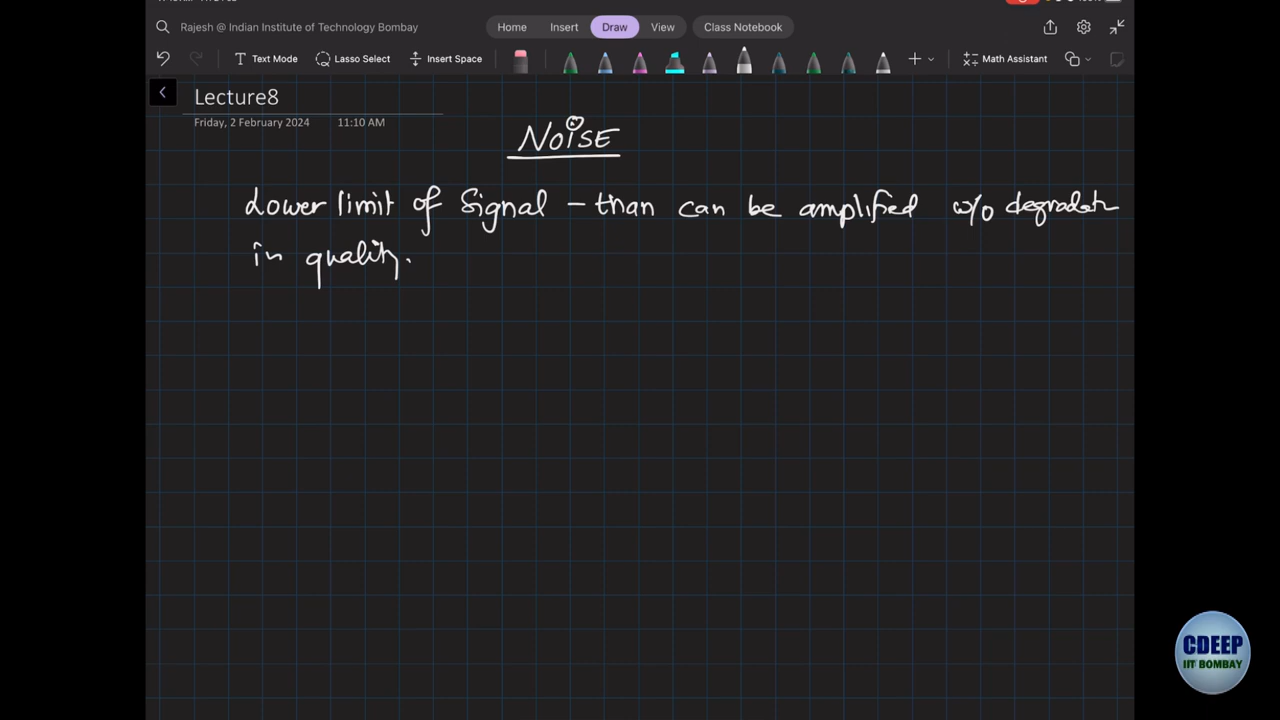 Rajesh @ Indian Institute of Technology Bombay
Home Insert Draw View Class Notebook
Text Mode Lasso Select Insert Space Math Assistant
Lecture8
Friday, 2 February 2024 11:10 AM
NOiSE
Lower limit of Signal - than can be amplified w/o
in quality.
CDEEP
IIT BOMBAY